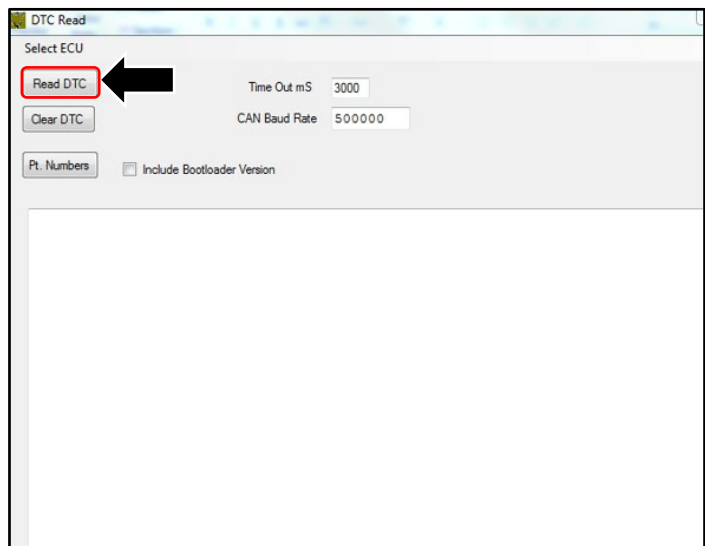 DTC Read
Select ECU
Read DTC
Time Out mS 3000
Clear DTC
CAN Baud Rate 500000
Pt. Numbers
Include Bootloader Version